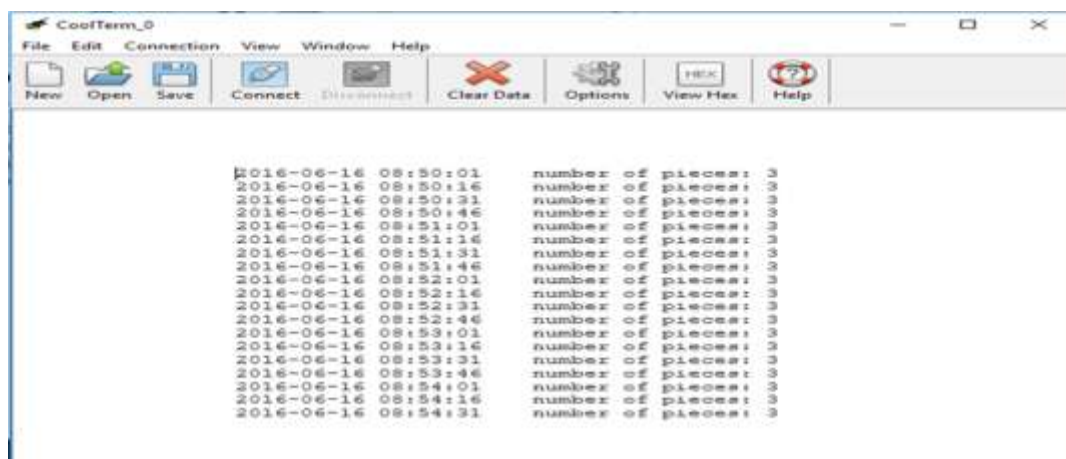 CoolTerm_0
File Edit Connection View Window Help
New Open Save Connect Disconnect Clear Data Options HEX View Hex Help
2016-06-16 08:50:01 number of pieces: 3
2016-06-16 08:50:16 number of pieces: 3
2016-06-16 08:50:31 number of pieces: 3
2016-06-16 08:50:46 number of pieces: 3
2016-06-16 08:51:01 number of pieces: 3
2016-06-16 08:51:16 number of pieces: 3
2016-06-16 08:51:31 number of pieces: 3
2016-06-16 08:51:46 number of pieces: 3
2016-06-16 08:52:01 number of pieces: 3
2016-06-16 08:52:16 number of pieces: 3
2016-06-16 08:52:31 number of pieces: 3
2016-06-16 08:52:46 number of pieces: 3
2016-06-16 08:53:01 number of pieces: 3
2016-06-16 08:53:16 number of pieces: 3
2016-06-16 08:53:31 number of pieces: 3
2016-06-16 08:53:46 number of pieces: 3
2016-06-16 08:54:01 number of pieces: 3
2016-06-16 08:54:16 number of pieces: 3
2016-06-16 08:54:31 number of pieces: 3